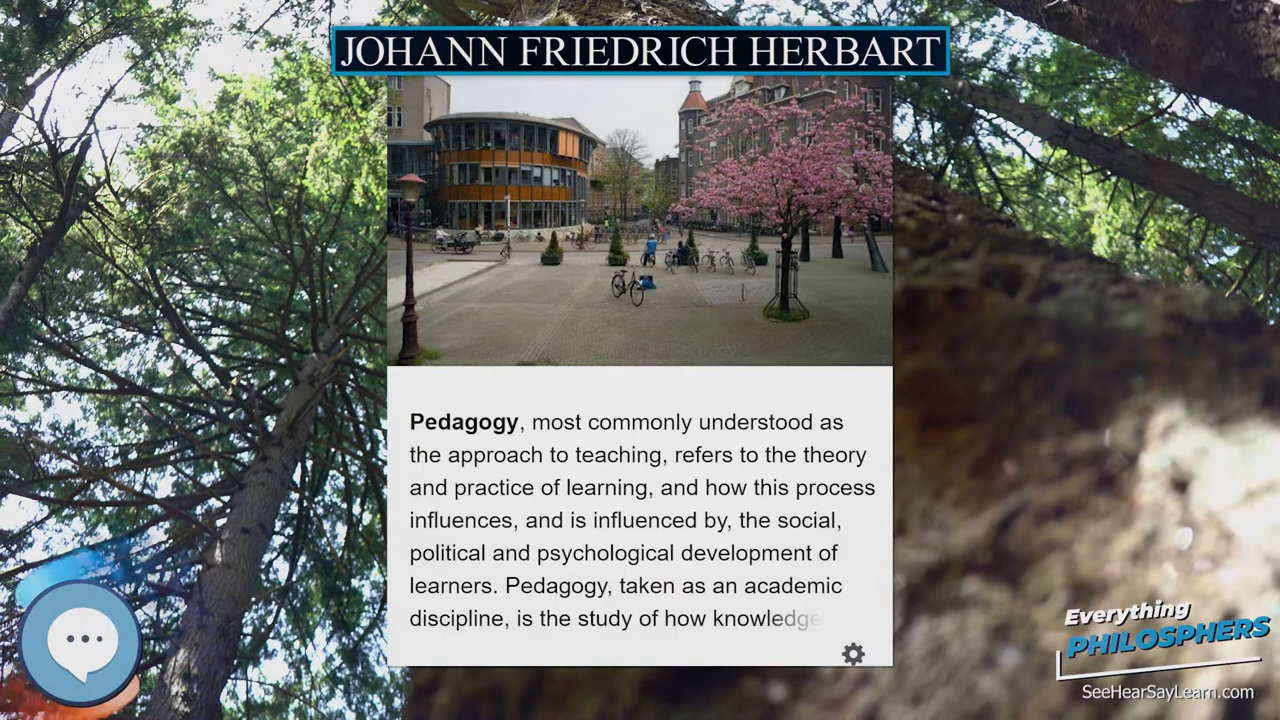 JOHANN FRIEDRICH HERBART
Pedagogy, most commonly understood as
the approach to teaching, refers to the theory
and practice of learning, and how this process
influences, and is influenced by, the social,
political and psychological development of
learners. Pedagogy, taken as an academic
discipline, is the study of how knowledge
Everything
PHILOSPHERS
SeeHearSayLearn.com